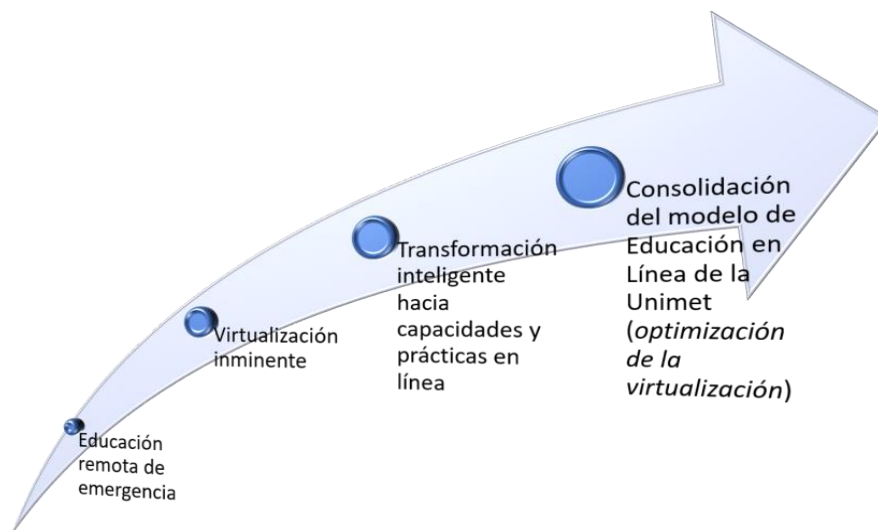 Educación
remota de
emergencia
Virtualización
inminente
Transformación
inteligente
hacia
capacidades y
prácticas en
línea
Consolidación
del modelo de
Educación en
Línea de la
Unimet
(optimización
de la
virtualización)